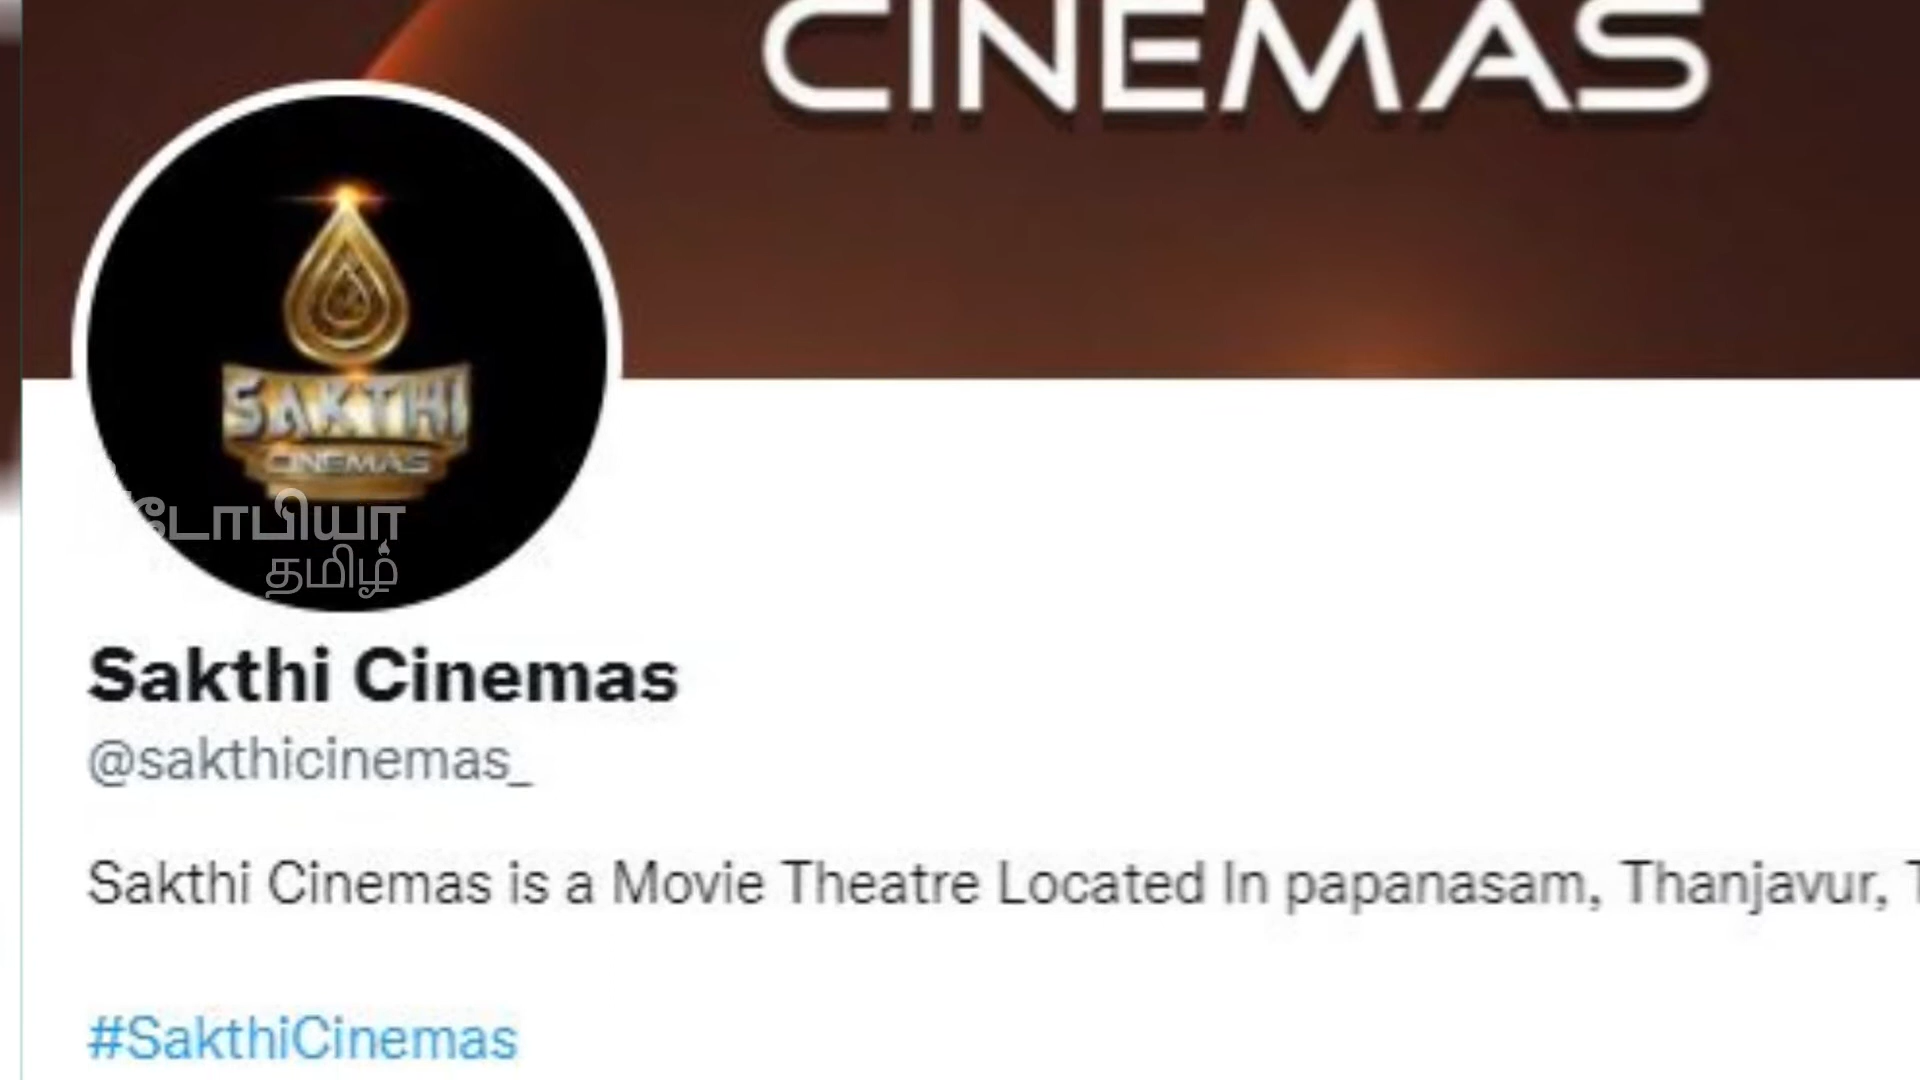 CINEMAS
SAKTHI
CINEMAS
டோபியா
தமிழ்
Sakthi Cinemas
@sakthicinemas_
Sakthi Cinemas is a Movie Theatre Located In papanasam, Thanjavur,
#SakthiCinemas